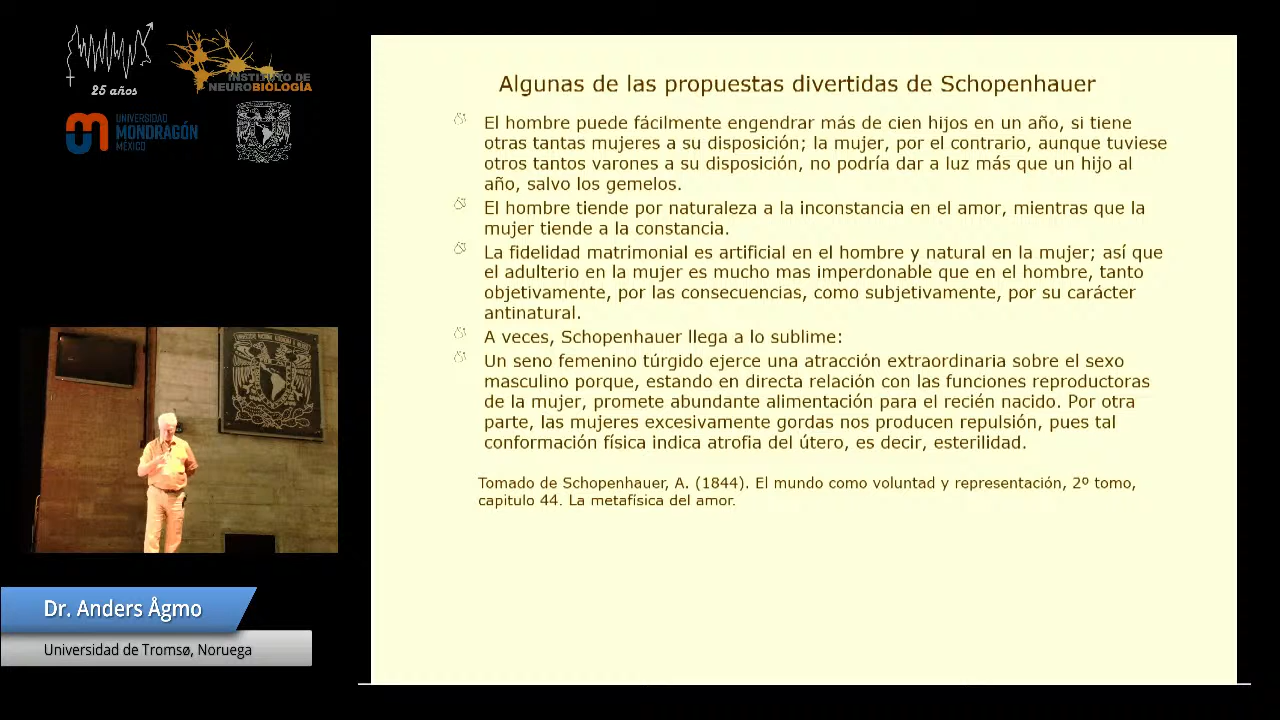 25 años
INSTITUTO DE
NEUROBIOLOGÍA
UNIVERSIDAD
MONDRAGÓN
MÉXICO
Algunas de las propuestas divertidas de Schopenhauer
El hombre puede fácilmente engendrar más de cien hijos en un año, si tiene
otras tantas mujeres a su disposición; la mujer, por el contrario, aunque tuviese
otros tantos varones a su disposición, no podría dar a luz más que un hijo al
año, salvo los gemelos.
El hombre tiende por naturaleza a la inconstancia en el amor, mientras que la
mujer tiende a la constancia.
La fidelidad matrimonial es artificial en el hombre y natural en la mujer; así que
el adulterio en la mujer es mucho mas imperdonable que en el hombre, tanto
objetivamente, por las consecuencias, como subjetivamente, por su carácter
antinatural.
A veces, Schopenhauer llega a lo sublime:
Un seno femenino túrgido ejerce una atracción extraordinaria sobre el sexo
masculino porque, estando en directa relación con las funciones reproductoras
de la mujer, promete abundante alimentación para el recién nacido. Por otra
parte, las mujeres excesivamente gordas nos producen repulsión, pues tal
conformación física indica atrofia del útero, es decir, esterilidad.
Tomado de Schopenhauer, A. (1844). El mundo como voluntad y representación, 2º tomo,
capitulo 44. La metafísica del amor.
Dr. Anders Ågmo
Universidad de Tromsø, Noruega